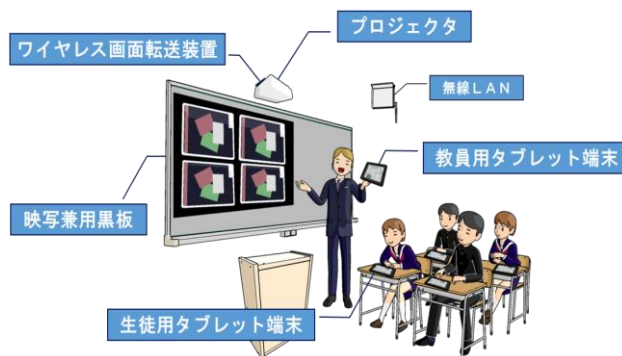 プロジェクタ
ワイヤレス画面転送装置
無線ＬＡＮ
教員用タブレット端末
映写兼用黒板
生徒用タブレット端末